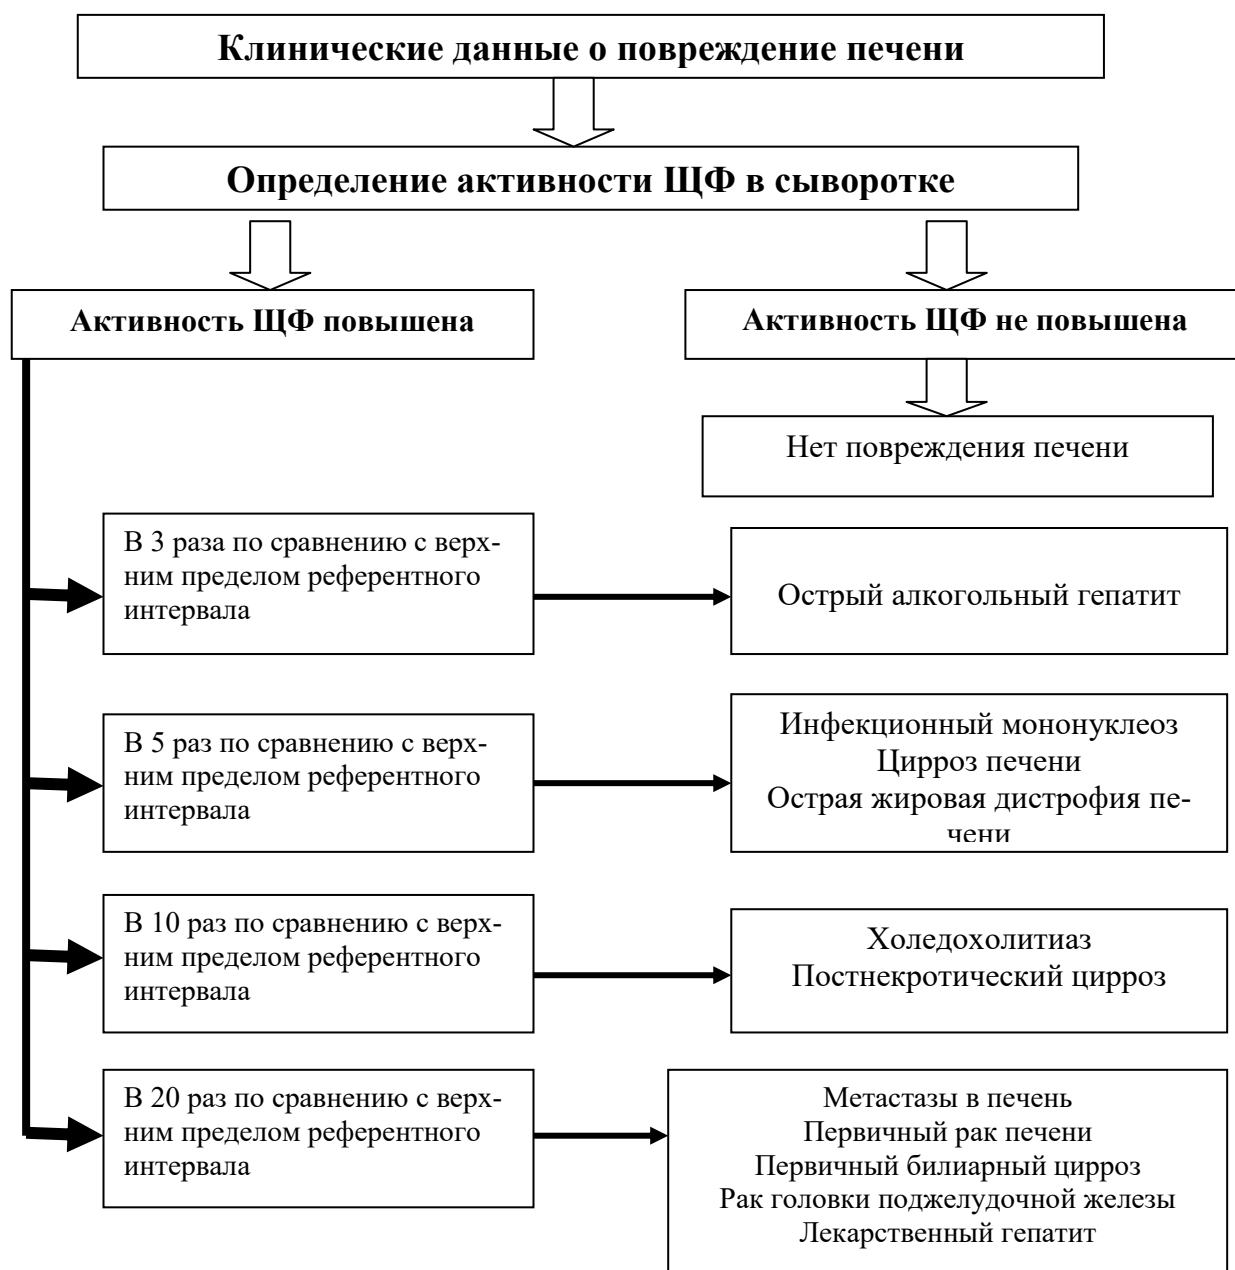 Клинические данные о повреждение печени
Определение активности ЩФ в сыворотке
Активность ЩФ повышена
Активность ЩФ не повышена
Нет повреждения печени
В 3 раза по сравнению с верх-
ним пределом референтного
интервала
Острый алкогольный гепатит
В 5 раз по сравнению с верх-
ним пределом референтного
интервала
Инфекционный мононуклеоз
Цирроз печени
Острая жировая дистрофия пе-
чени
В 10 раз по сравнению с верх-
ним пределом референтного
интервала
Холедохолитиаз
Постнекротический цирроз
В 20 раз по сравнению с верх-
ним пределом референтного
интервала
Метастазы в печень
Первичный рак печени
Первичный билиарный цирроз
Рак головки поджелудочной железы
Лекарственный гепатит